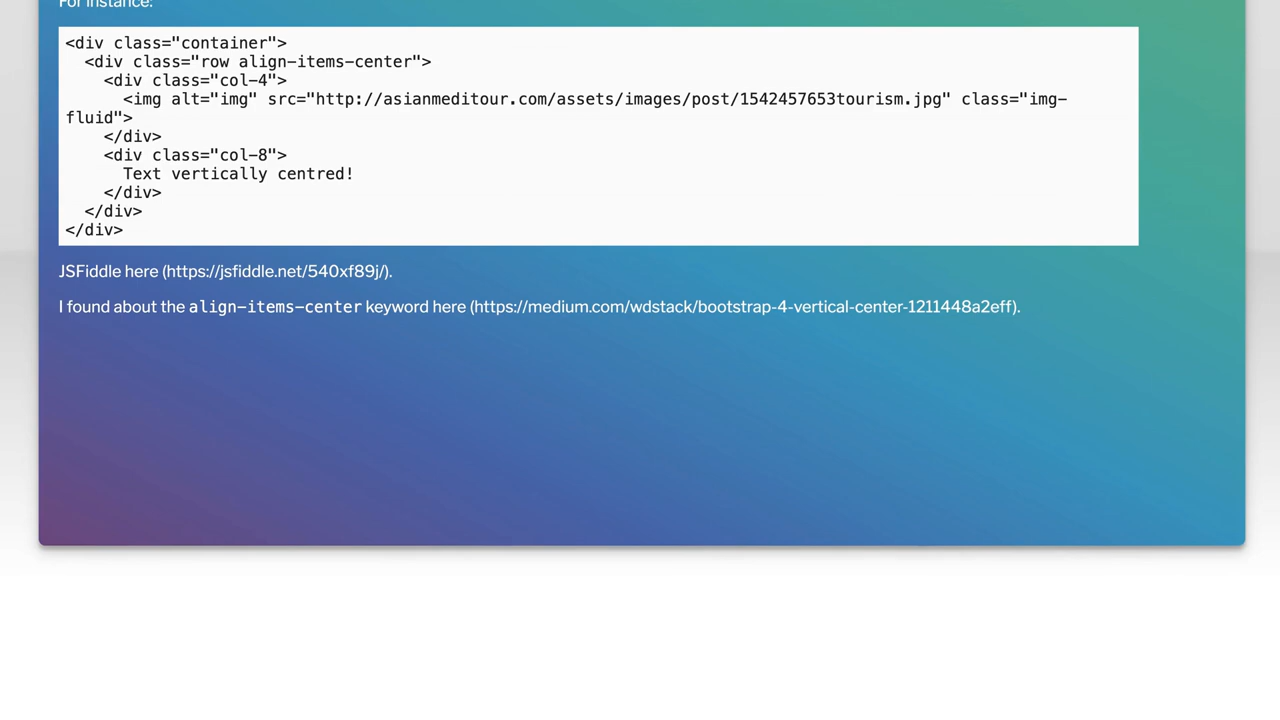 For instance:
<div class="container">
  <div class="row align-items-center">
    <div class="col-4">
      <img alt="img" src="http://asianmeditour.com/assets/images/post/1542457653tourism.jpg" class="img-
fluid">
    </div>
    <div class="col-8">
      Text vertically centred!
    </div>
  </div>
</div>
JSFiddle here (https://jsfiddle.net/540xf89j/).
I found about the align-items-center keyword here (https://medium.com/wdstack/bootstrap-4-vertical-center-1211448a2eff).